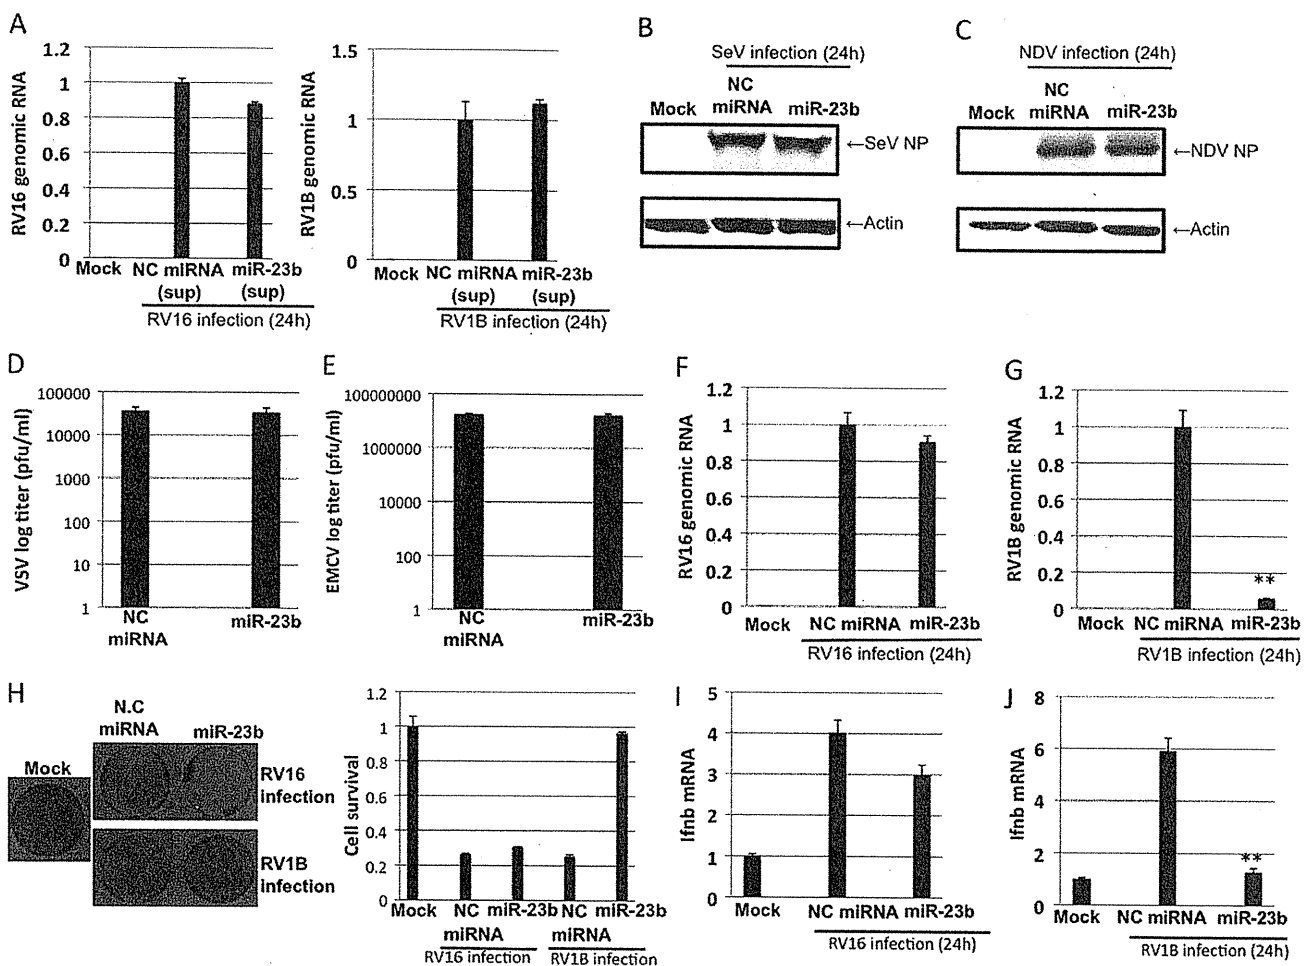 A
RV16 genomic RNA
1.2
1
0.8
0.6
0.4
0.2
0
Mock NC miRNA miR-23b
(sup) (sup)
RV16 infection (24h)
RV1B genomic RNA
1.5
1
0.5
0
Mock NC miRNA miR-23b
(sup) (sup)
RV1B infection (24h)
B
SeV infection (24h)
NC
Mock miRNA miR-23b
←SeV NP
←Actin
C
NDV infection (24h)
NC
Mock miRNA miR-23b
←NDV NP
←Actin
D
VSV log titer (pfu/ml)
100000
10000
1000
100
10
1
NC
miRNA
miR-23b
E
EMCV log titer (pfu/ml)
100000000
1000000
10000
100
1
NC
miRNA
miR-23b
F
RV16 genomic RNA
1.2
1
0.8
0.6
0.4
0.2
0
Mock NC miRNA miR-23b
RV16 infection (24h)
G
RV1B genomic RNA
1.2
1
0.8
0.6
0.4
0.2
0
**
Mock NC miRNA miR-23b
RV1B infection (24h)
H
N.C
miRNA miR-23b
Mock
RV16
infection
RV1B
infection
Cell survival
1.2
1
0.8
0.6
0.4
0.2
0
Mock NC miR-23b NC miR-23b
miRNA miRNA
RV16 infection RV1B infection
I
Ifnb mRNA
5
4
3
2
1
0
Mock NC miRNA miR-23b
RV16 infection (24h)
J
Ifnb mRNA
8
6
4
2
0
**
Mock NC miRNA miR-23b
RV1B infection (24h)